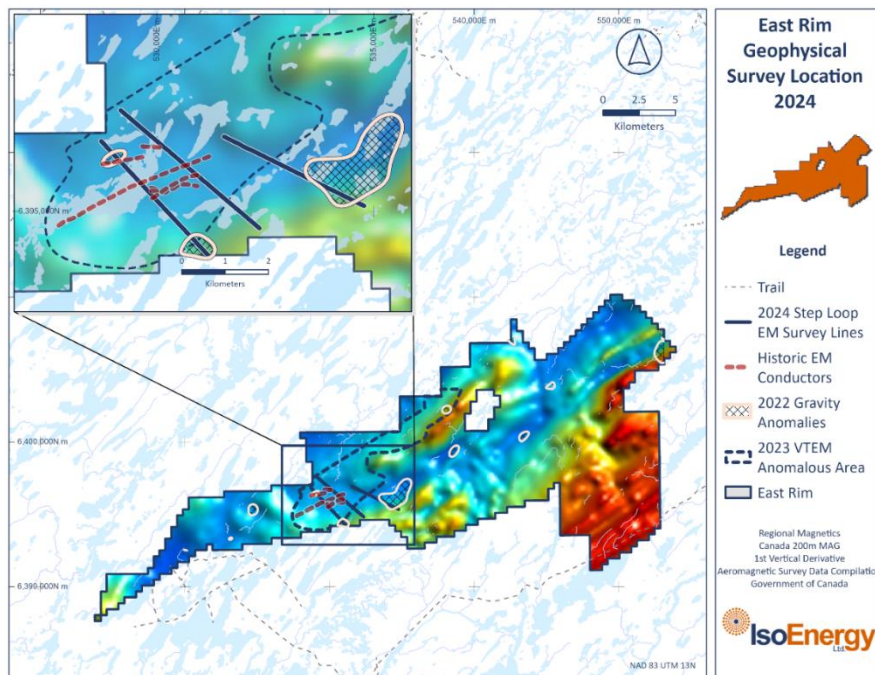 530,000E m
535,000E m
6,395,000N m
0 1 2
Kilometers
540,000E m
550,000E m
0 2.5 5
Kilometers
6,400,000N m
6,390,000N m
NAD 83 UTM 13N
East Rim
Geophysical
Survey Location
2024
Legend
Trail
2024 Step Loop
EM Survey Lines
Historic EM
Conductors
2022 Gravity
Anomalies
2023 VTEM
Anomalous Area
East Rim
Regional Magnetics
Canada 200m MAG
1st Vertical Derivative
Aeromagnetic Survey Data Compilatio
Government of Canada
IsoEnergy
Ltd.